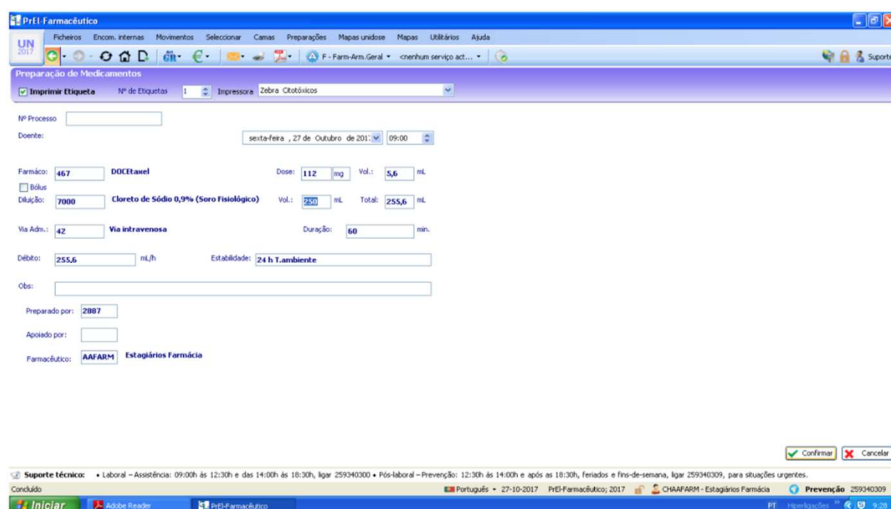 PrEl-Farmacêutico
Ficheiros Encom. internas Movimentos Seleccionar Camas Preparações Mapas unidose Mapas Utilitários Ajuda
UN
2017
F - Farm-Arm.Geral <nenhum serviço act... Suporte
Preparação de Medicamentos
Imprimir Etiqueta Nº de Etiquetas 1 Impressora Zebra Citotóxicos
Nº Processo
Doente: sexta-feira , 27 de Outubro de 201 09:00
Farmáco: 467 DOCEtaxel Dose: 112 mg Vol.: 5,6 mL
Bólus
Diluição: 7000 Cloreto de Sódio 0,9% (Soro Fisiológico) Vol.: 250 mL Total: 255,6 mL
Via Adm.: 42 Via intravenosa Duração: 60 min.
Débito: 255,6 mL/h Estabilidade: 24 h T.ambiente
Obs:
Preparado por: 2887
Apoiado por:
Farmacêutico: AAFARM Estagiários Farmácia
Confirmar Cancelar
Suporte técnico: • Laboral – Assistência: 09:00h às 12:30h e das 14:00h às 18:30h, ligar 259340300 • Pós-laboral – Prevenção: 12:30h às 14:00h e após as 18:30h, feriados e fins-de-semana, ligar 259340309, para situações urgentes.
Concluído Português • 27-10-2017 PrEl-Farmacêutico; 2017 CHAAFARM - Estagiários Farmácia Prevenção 259340309
Iniciar Adobe Reader PrEl-Farmacêutico PT Hiperligações 9:28